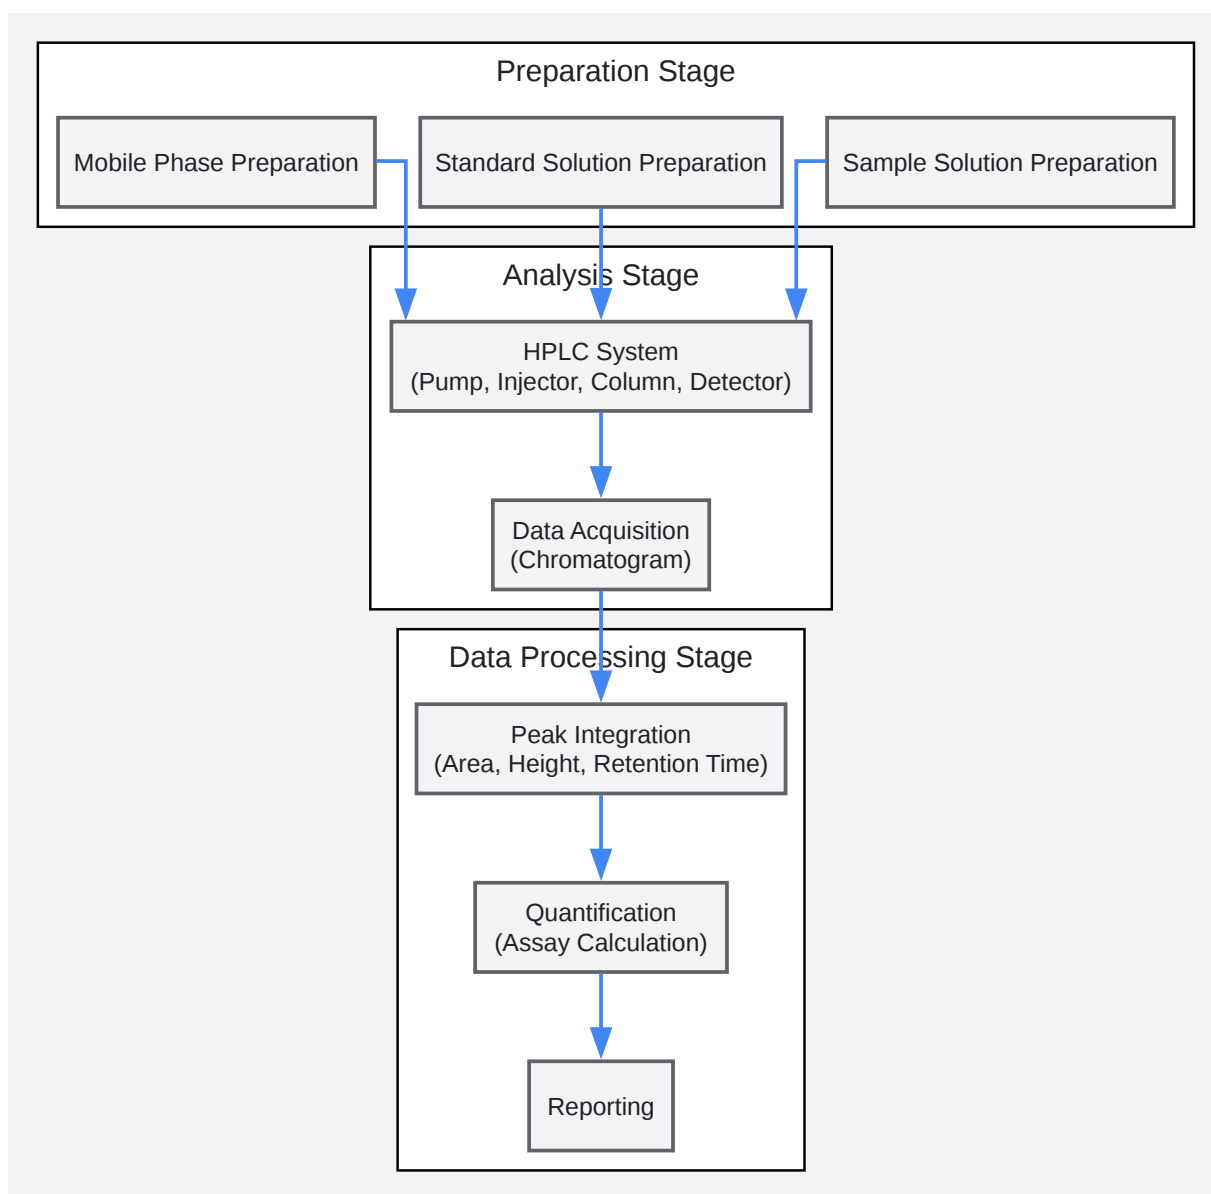 Preparation Stage
Mobile Phase Preparation
Standard Solution Preparation
Sample Solution Preparation
Analysis Stage
HPLC System
(Pump, Injector, Column, Detector)
Data Acquisition
(Chromatogram)
Data Processing Stage
Peak Integration
(Area, Height, Retention Time)
Quantification
(Assay Calculation)
Reporting